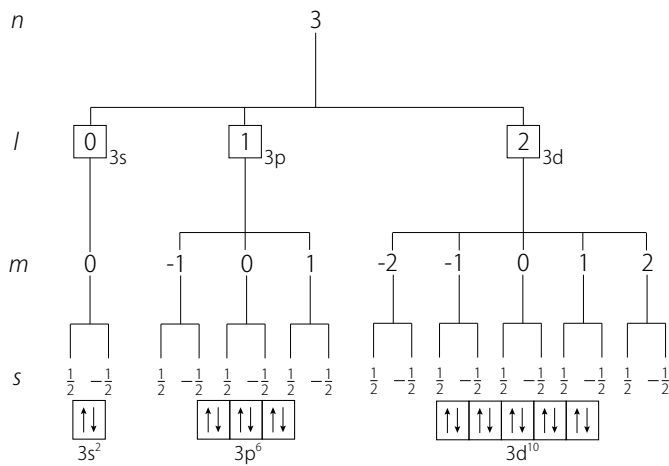 n 3
l 0 3s 1 3p 2 3d
m 0 -1 0 1 -2 -1 0 1 2
s 1/2 −1/2 1/2 −1/2 1/2 −1/2 1/2 −1/2 1/2 −1/2 1/2 −1/2 1/2 −1/2 1/2 −1/2 1/2 −1/2
↑↓ ↑↓ ↑↓ ↑↓ ↑↓ ↑↓ ↑↓ ↑↓ ↑↓
3s² 3p⁶ 3d¹⁰